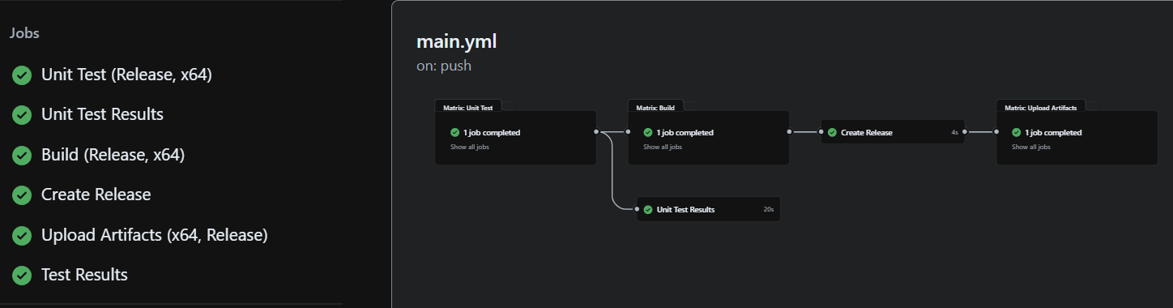 Jobs
Unit Test (Release, x64)
Unit Test Results
Build (Release, x64)
Create Release
Upload Artifacts (x64, Release)
Test Results
main.yml
on: push
Matrix: Unit Test
1 job completed
Show all jobs
Matrix: Build
1 job completed
Show all jobs
Create Release 4s
Matrix: Upload Artifacts
1 job completed
Show all jobs
Unit Test Results 20s